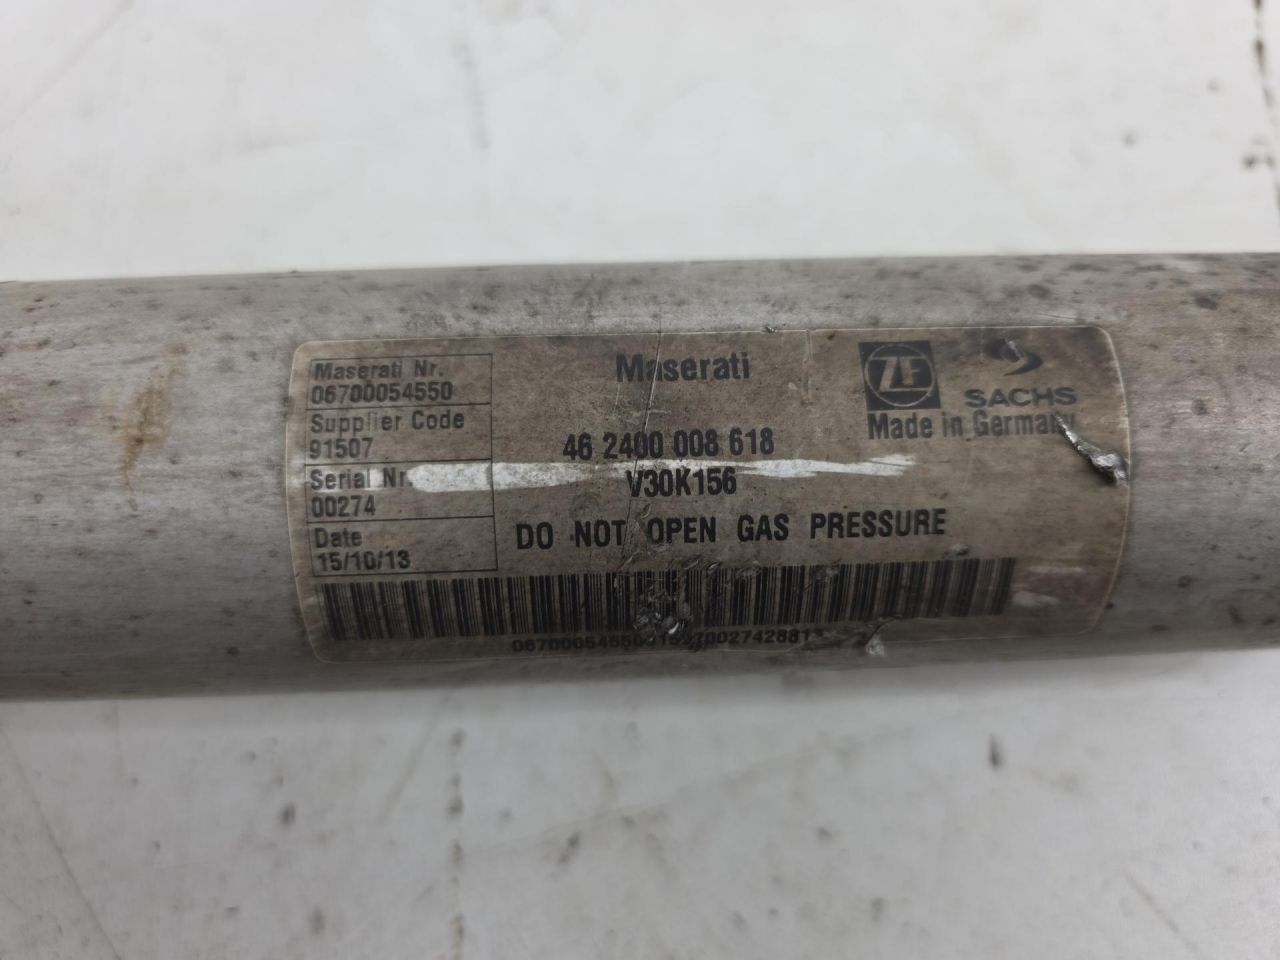 Maserati Nr.
06700054550
Supplier Code
91507
Serial Nr.
00274
Date
15/10/13
Maserati
46 2400 008 618
V30K156
DO NOT OPEN GAS PRESSURE
ZF
SACHS
Made in Germany